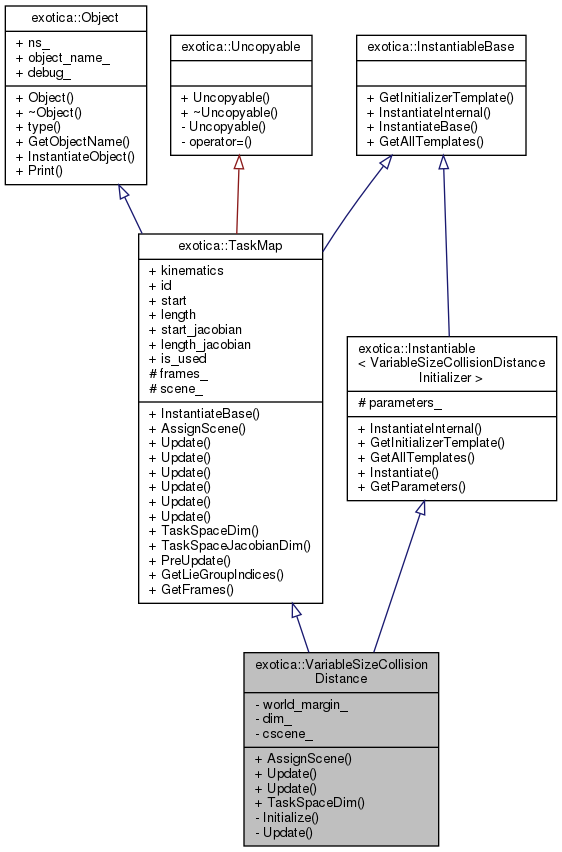 exotica::Object
+ ns_
+ object_name_
+ debug_
+ Object()
+ ~Object()
+ type()
+ GetObjectName()
+ InstantiateObject()
+ Print()
exotica::Uncopyable
+ Uncopyable()
+ ~Uncopyable()
- Uncopyable()
- operator=()
exotica::InstantiableBase
+ GetInitializerTemplate()
+ InstantiateInternal()
+ InstantiateBase()
+ GetAllTemplates()
exotica::TaskMap
+ kinematics
+ id
+ start
+ length
+ start_jacobian
+ length_jacobian
+ is_used
# frames_
# scene_
+ InstantiateBase()
+ AssignScene()
+ Update()
+ Update()
+ Update()
+ Update()
+ Update()
+ Update()
+ TaskSpaceDim()
+ TaskSpaceJacobianDim()
+ PreUpdate()
+ GetLieGroupIndices()
+ GetFrames()
exotica::Instantiable
< VariableSizeCollisionDistance
Initializer >
# parameters_
+ InstantiateInternal()
+ GetInitializerTemplate()
+ GetAllTemplates()
+ Instantiate()
+ GetParameters()
exotica::VariableSizeCollision
Distance
- world_margin_
- dim_
- cscene_
+ AssignScene()
+ Update()
+ Update()
+ TaskSpaceDim()
- Initialize()
- Update()